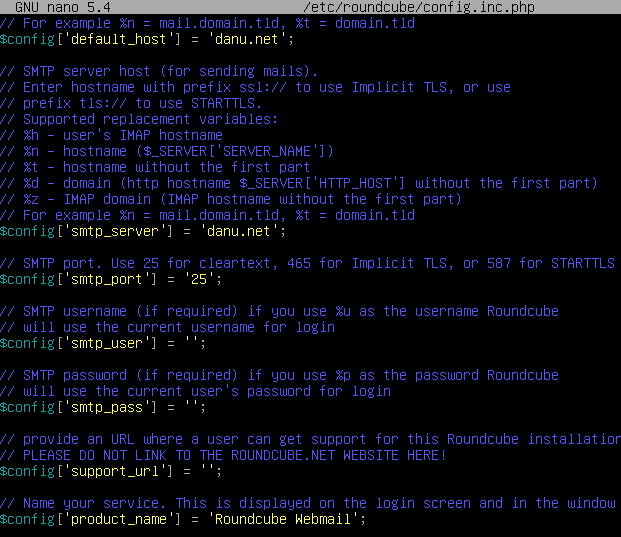 GNU nano 5.4 /etc/roundcube/config.inc.php
// For example %n = mail.domain.tld, %t = domain.tld
$config['default_host'] = 'danu.net';
// SMTP server host (for sending mails).
// Enter hostname with prefix ssl:// to use Implicit TLS, or use
// prefix tls:// to use STARTTLS.
// Supported replacement variables:
// %h - user's IMAP hostname
// %n - hostname ($_SERVER['SERVER_NAME'])
// %t - hostname without the first part
// %d - domain (http hostname $_SERVER['HTTP_HOST'] without the first part)
// %z - IMAP domain (IMAP hostname without the first part)
// For example %n = mail.domain.tld, %t = domain.tld
$config['smtp_server'] = 'danu.net';
// SMTP port. Use 25 for cleartext, 465 for Implicit TLS, or 587 for STARTTLS
$config['smtp_port'] = '25';
// SMTP username (if required) if you use %u as the username Roundcube
// will use the current username for login
$config['smtp_user'] = '';
// SMTP password (if required) if you use %p as the password Roundcube
// will use the current user's password for login
$config['smtp_pass'] = '';
// provide an URL where a user can get support for this Roundcube installation
// PLEASE DO NOT LINK TO THE ROUNDCUBE.NET WEBSITE HERE!
$config['support_url'] = '';
// Name your service. This is displayed on the login screen and in the window
$config['product_name'] = 'Roundcube Webmail';